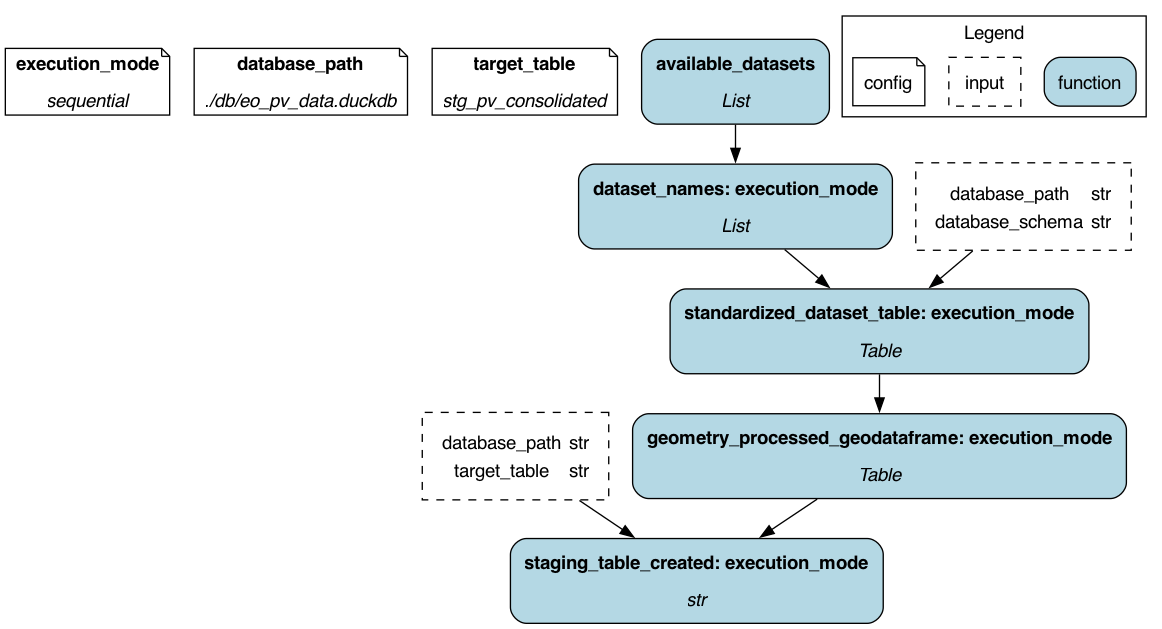 execution_mode
sequential
database_path
./db/eo_pv_data.duckdb
target_table
stg_pv_consolidated
available_datasets
List
Legend
config
input
function
dataset_names: execution_mode
List
database_path str
database_schema str
standardized_dataset_table: execution_mode
Table
database_path str
target_table str
geometry_processed_geodataframe: execution_mode
Table
staging_table_created: execution_mode
str